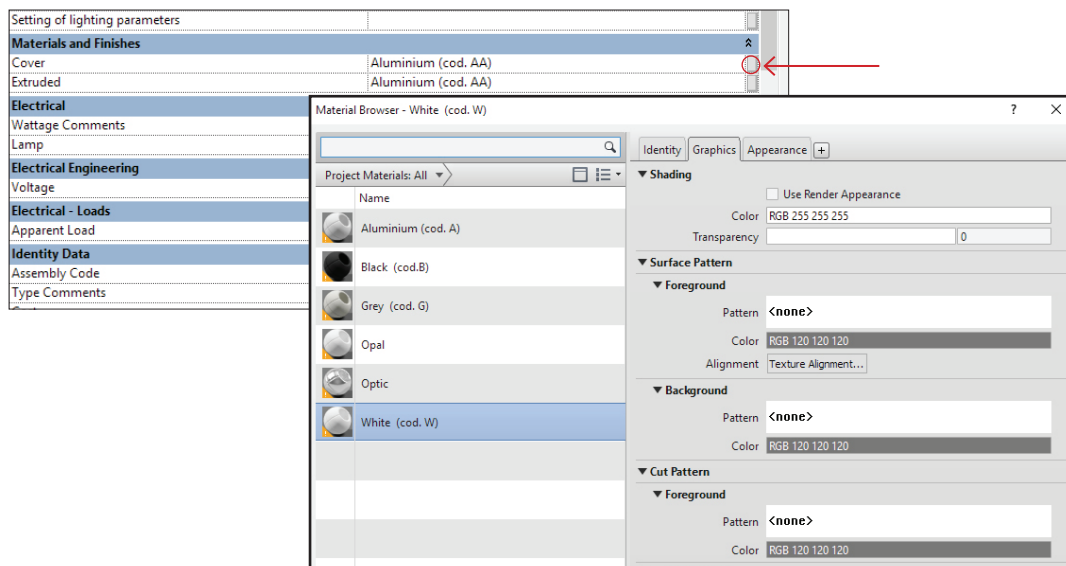 Setting of lighting parameters
Materials and Finishes
Cover Aluminium (cod. AA)
Extruded Aluminium (cod. AA)
Electrical
Wattage Comments
Lamp
Electrical Engineering
Voltage
Electrical - Loads
Apparent Load
Identity Data
Assembly Code
Type Comments
Material Browser - White (cod. W) ? X
Project Materials: All
Name
Aluminium (cod. A)
Black (cod.B)
Grey (cod. G)
Opal
Optic
White (cod. W)
Identity Graphics Appearance +
Shading
Use Render Appearance
Color RGB 255 255 255
Transparency 0
Surface Pattern
Foreground
Pattern <none>
Color RGB 120 120 120
Alignment Texture Alignment...
Background
Pattern <none>
Color RGB 120 120 120
Cut Pattern
Foreground
Pattern <none>
Color RGB 120 120 120